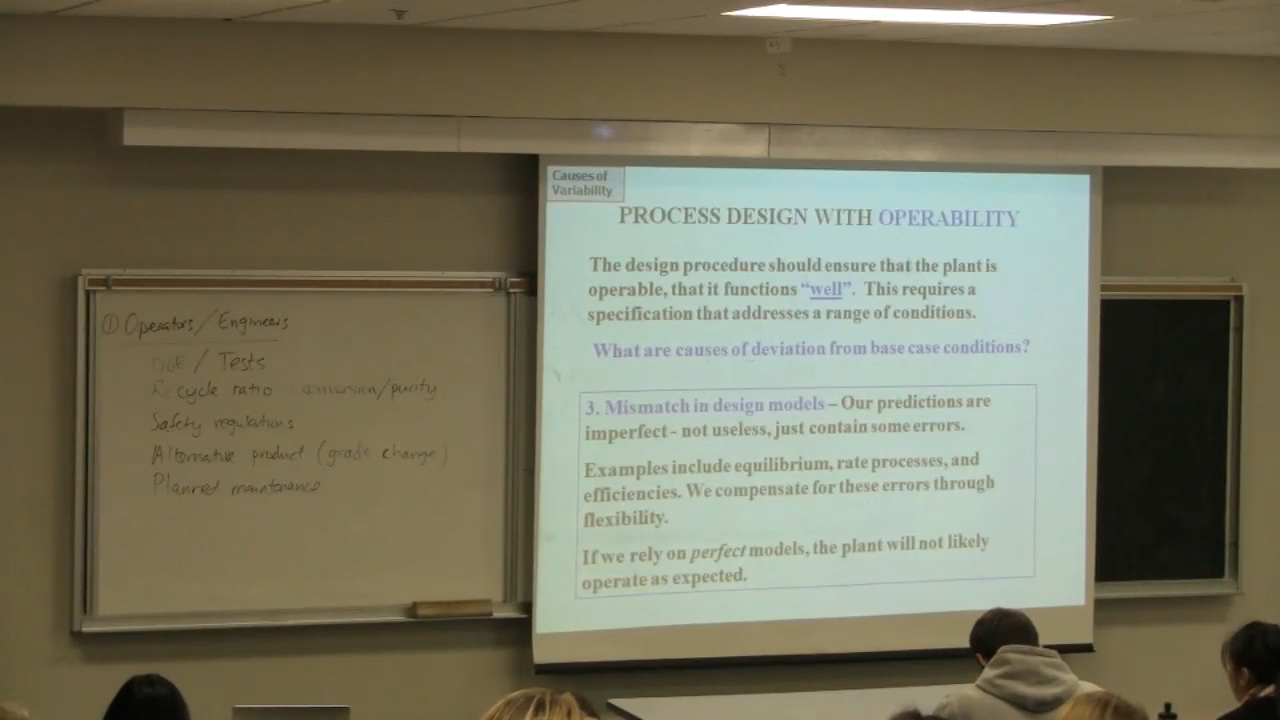 ① Operators/Engineers
DOE / Tests
Recycle ratio conversion/purity
Safety regulations
Alternative product (grade change)
Planned maintenance
Causes of
Variability
PROCESS DESIGN WITH OPERABILITY
The design procedure should ensure that the plant is
operable, that it functions “well”. This requires a
specification that addresses a range of conditions.
What are causes of deviation from base case conditions?
3. Mismatch in design models – Our predictions are
imperfect - not useless, just contain some errors.
Examples include equilibrium, rate processes, and
efficiencies. We compensate for these errors through
flexibility.
If we rely on perfect models, the plant will not likely
operate as expected.